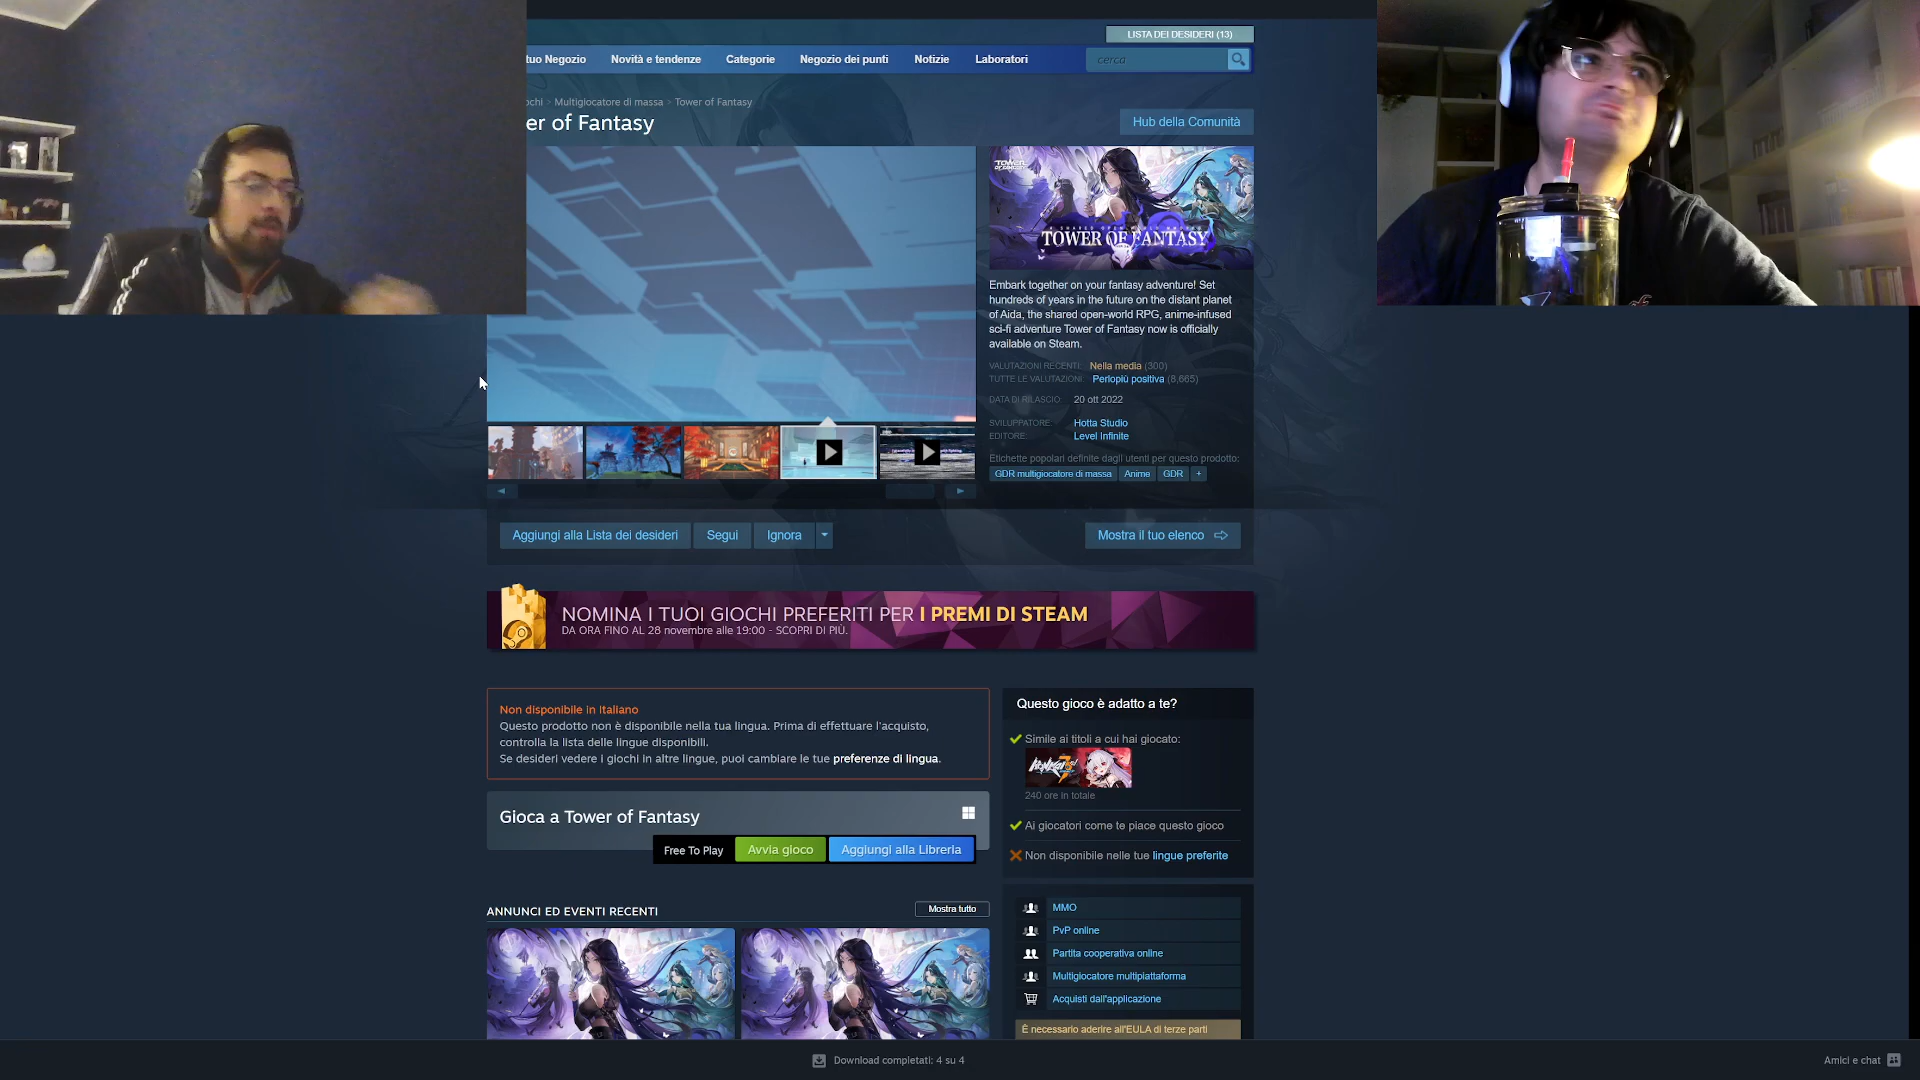 LISTA DEI DESIDERI (13)
tuo Negozio
Novità e tendenze
Categorie
Negozio dei punti
Notizie
Laboratori
cerca
ochi > Multigiocatore di massa > Tower of Fantasy
er of Fantasy
Hub della Comunità
TOWER OF FANTASY
Embark together on your fantasy adventure! Set
hundreds of years in the future on the distant planet
of Aida, the shared open-world RPG, anime-infused
sci-fi adventure Tower of Fantasy now is officially
available on Steam.
VALUTAZIONI RECENTI: Nella media (300)
TUTTE LE VALUTAZIONI: Perlopiù positiva (8,665)
DATA DI RILASCIO: 20 ott 2022
SVILUPPATORE: Hotta Studio
EDITORE: Level Infinite
Etichette popolari definite dagli utenti per questo prodotto:
GDR multigiocatore di massa
Anime
GDR
+
Aggiungi alla Lista dei desideri
Segui
Ignora
Mostra il tuo elenco
NOMINA I TUOI GIOCHI PREFERITI PER I PREMI DI STEAM
DA ORA FINO AL 28 novembre alle 19:00 - SCOPRI DI PIÙ.
Non disponibile in Italiano
Questo prodotto non è disponibile nella tua lingua. Prima di effettuare l'acquisto,
controlla la lista delle lingue disponibili.
Se desideri vedere i giochi in altre lingue, puoi cambiare le tue preferenze di lingua.
Gioca a Tower of Fantasy
Free To Play
Avvia gioco
Aggiungi alla Libreria
ANNUNCI ED EVENTI RECENTI
Mostra tutto
Questo gioco è adatto a te?
Simile ai titoli a cui hai giocato:
240 ore in totale
Ai giocatori come te piace questo gioco
Non disponibile nelle tue lingue preferite
MMO
PvP online
Partita cooperativa online
Multigiocatore multipiattaforma
Acquisti dall'applicazione
È necessario aderire all'EULA di terze parti
Download completati: 4 su 4
Amici e chat